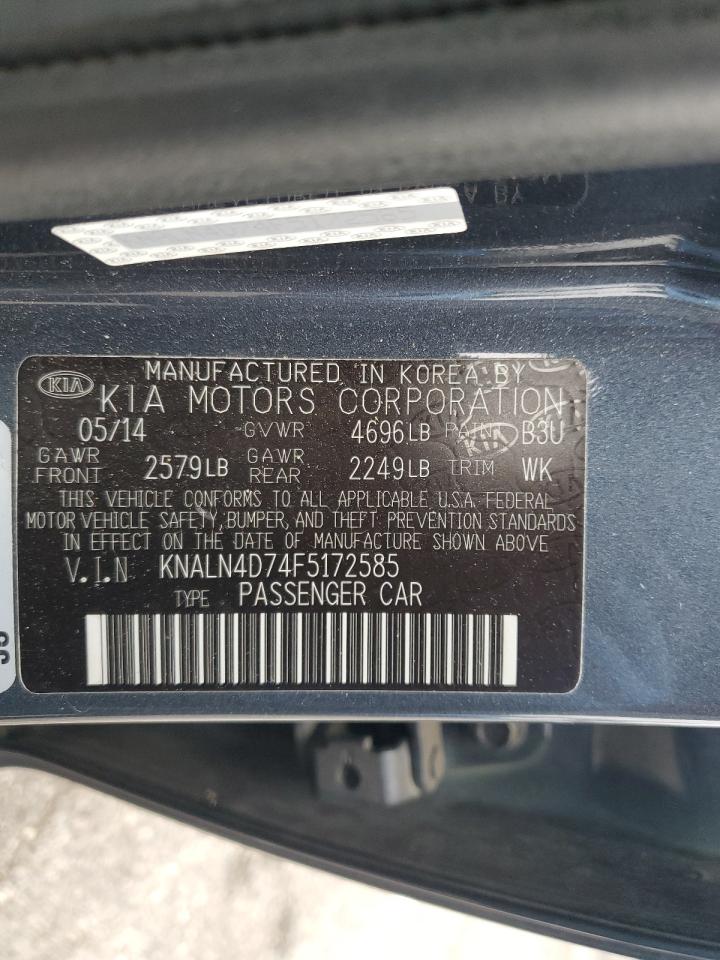 MANUFACTURED IN KOREA BY
KIA KIA MOTORS CORPORATION
05/14 GVWR 4696LB PAINT B3U
GAWR FRONT 2579LB GAWR REAR 2249LB TRIM WK
THIS VEHICLE CONFORMS TO ALL APPLICABLE U.S.A. FEDERAL
MOTOR VEHICLE SAFETY, BUMPER, AND THEFT PREVENTION STANDARDS
IN EFFECT ON THE DATE OF MANUFACTURE SHOWN ABOVE
V.I.N KNALN4D74F5172585
TYPE PASSENGER CAR